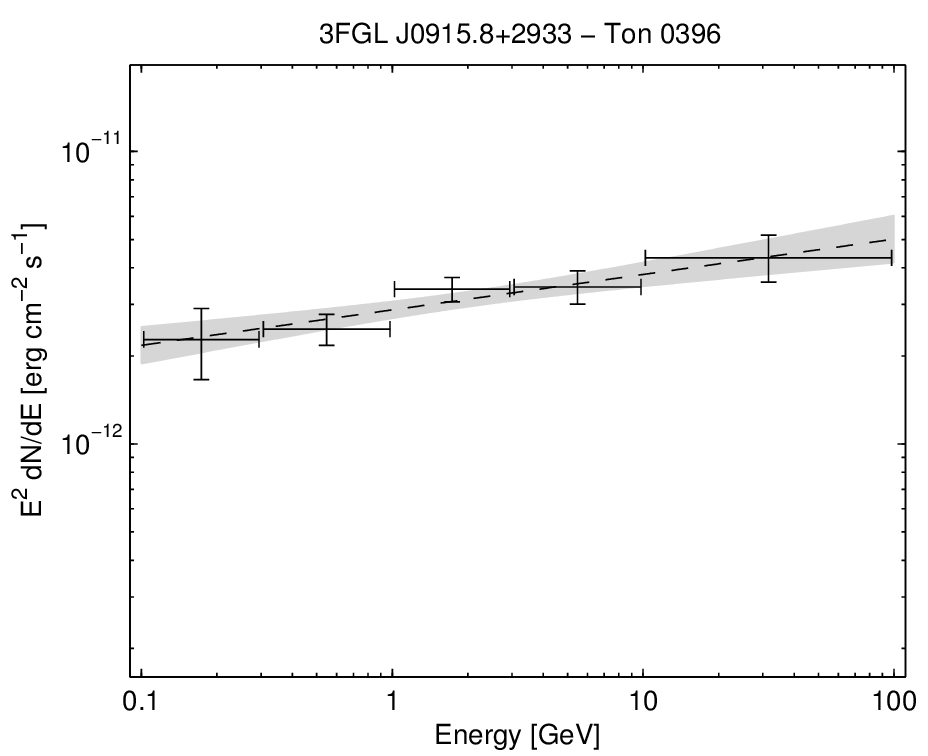 3FGL J0915.8+2933 − Ton 0396
10⁻¹¹
10⁻¹²
E² dN/dE [erg cm⁻² s⁻¹]
0.1 1 10 100
Energy [GeV]